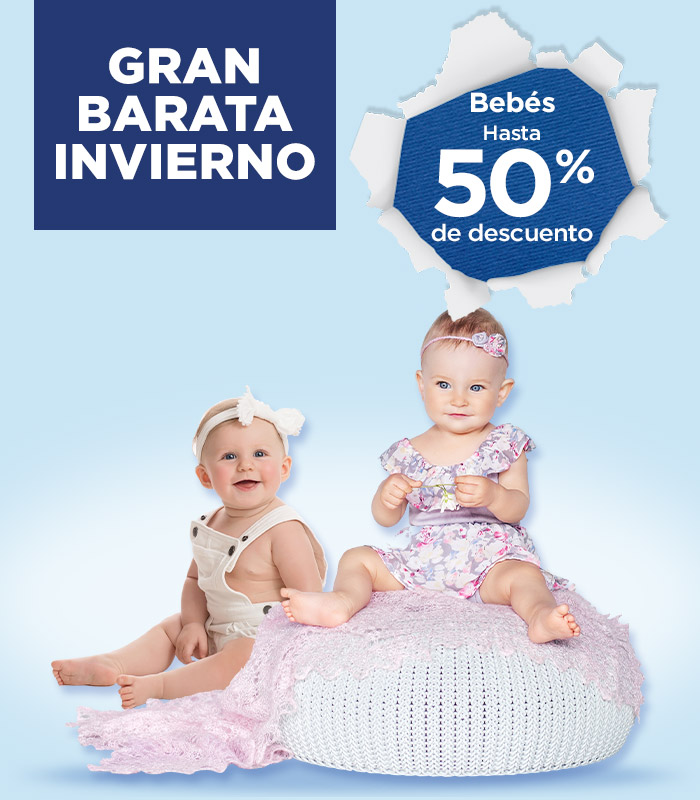 GRAN
BARATA
INVIERNO
Bebés
Hasta
50%
de descuento